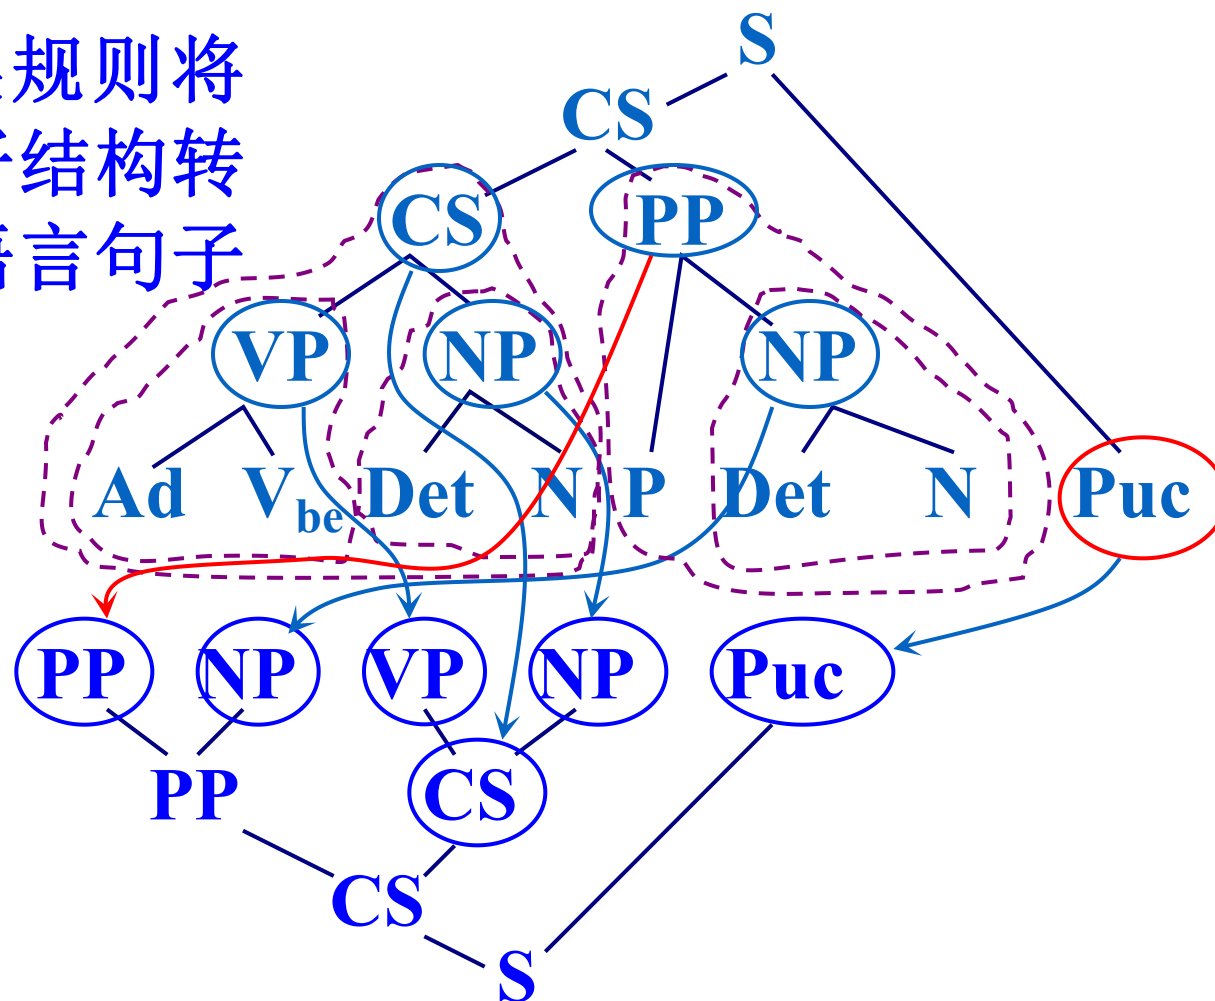 规则将
结构转
言句子
S
CS
CS PP
VP NP NP
Ad V be Det N P Det N Puc
PP NP VP NP Puc
PP CS
CS
S